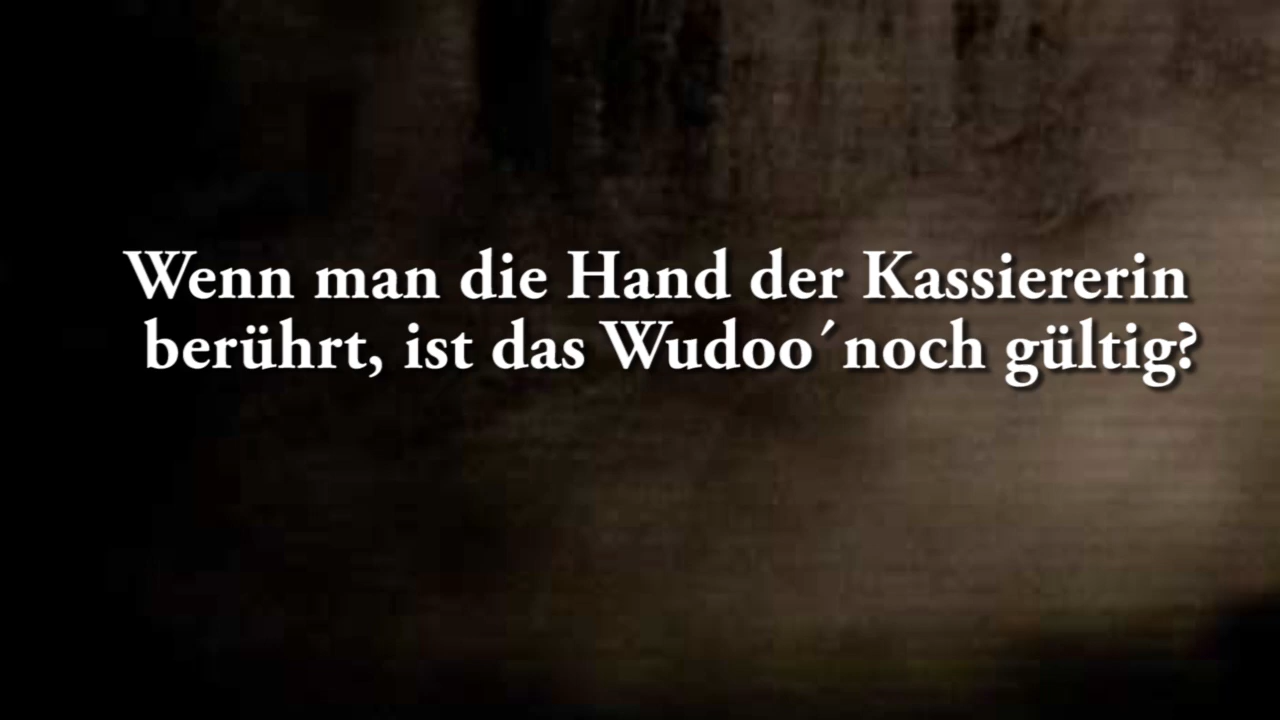 Wenn man die Hand der Kassiererin
berührt, ist das Wudoo´noch gültig?